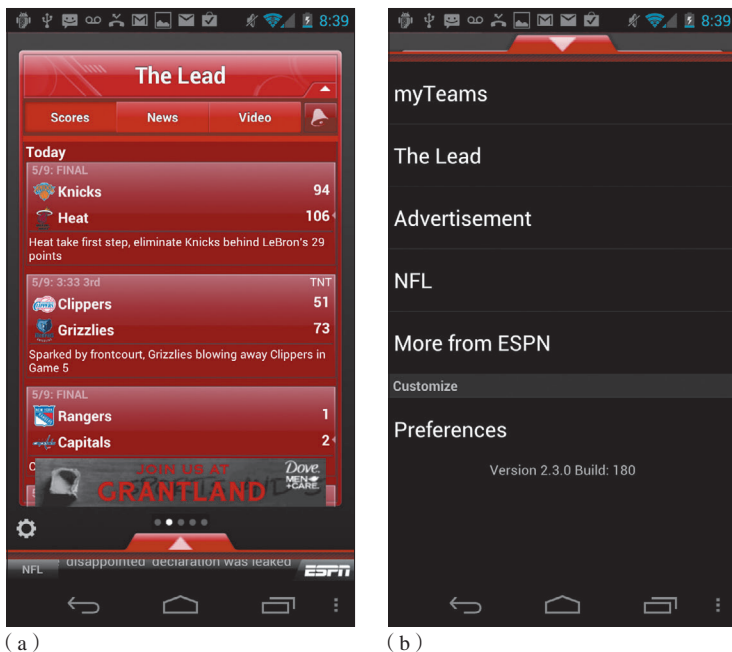 8:39
The Lead
Scores News Video
Today
5/9: FINAL
Knicks 94
Heat 106
Heat take first step, eliminate Knicks behind LeBron's 29
points
5/9: 3:33 3rd TNT
Clippers 51
Grizzlies 73
Sparked by frontcourt, Grizzlies blowing away Clippers in
Game 5
5/9: FINAL
Rangers 1
Capitals 2
JOIN US AT
GRANTLAND
Dove
MEN
+CARE
NFL disappointed' declaration was leaked ESPN
(a)
8:39
myTeams
The Lead
Advertisement
NFL
More from ESPN
Customize
Preferences
Version 2.3.0 Build: 180
(b)